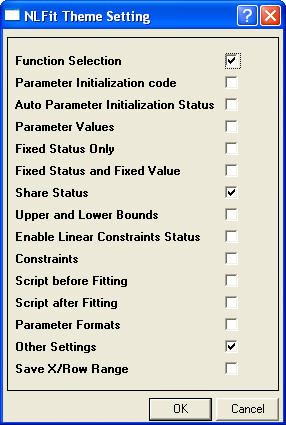 NLFit Theme Setting
?
Function Selection
Parameter Initialization code
Auto Parameter Initialization Status
Parameter Values
Fixed Status Only
Fixed Status and Fixed Value
Share Status
Upper and Lower Bounds
Enable Linear Constraints Status
Constraints
Script before Fitting
Script after Fitting
Parameter Formats
Other Settings
Save X/Row Range
OK Cancel